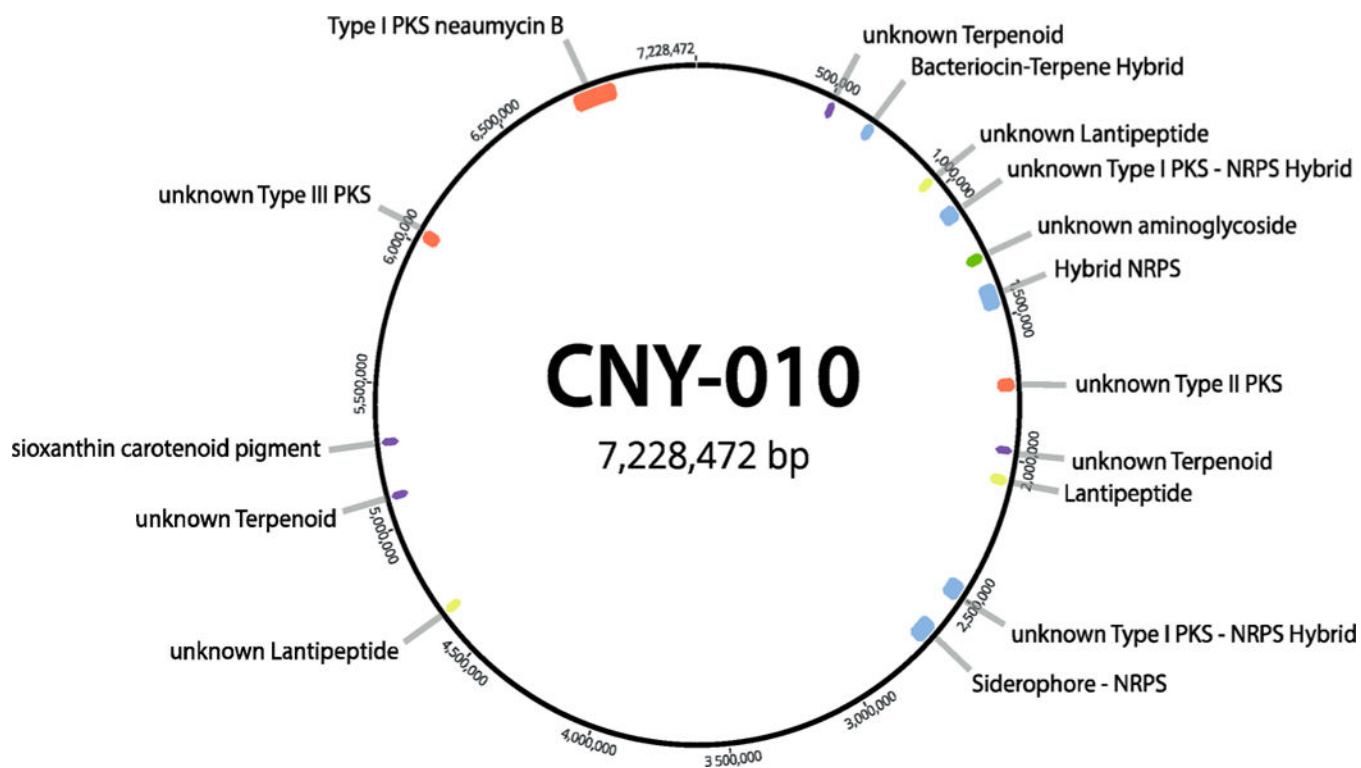 Type I PKS neaumycin B
7,228,472
unknown Terpenoid
500,000
Bacteriocin-Terpene Hybrid
6,500,000
unknown Lantipeptide
1,000,000
unknown Type I PKS - NRPS Hybrid
unknown Type III PKS
6,000,000
unknown aminoglycoside
Hybrid NRPS
1,500,000
CNY-010
7,228,472 bp
5,500,000
unknown Type II PKS
sioxanthin carotenoid pigment
unknown Terpenoid
2,000,000
Lantipeptide
unknown Terpenoid
5,000,000
2,500,000
unknown Type I PKS - NRPS Hybrid
unknown Lantipeptide
4,500,000
Siderophore - NRPS
3,000,000
4,000,000
3 500,000